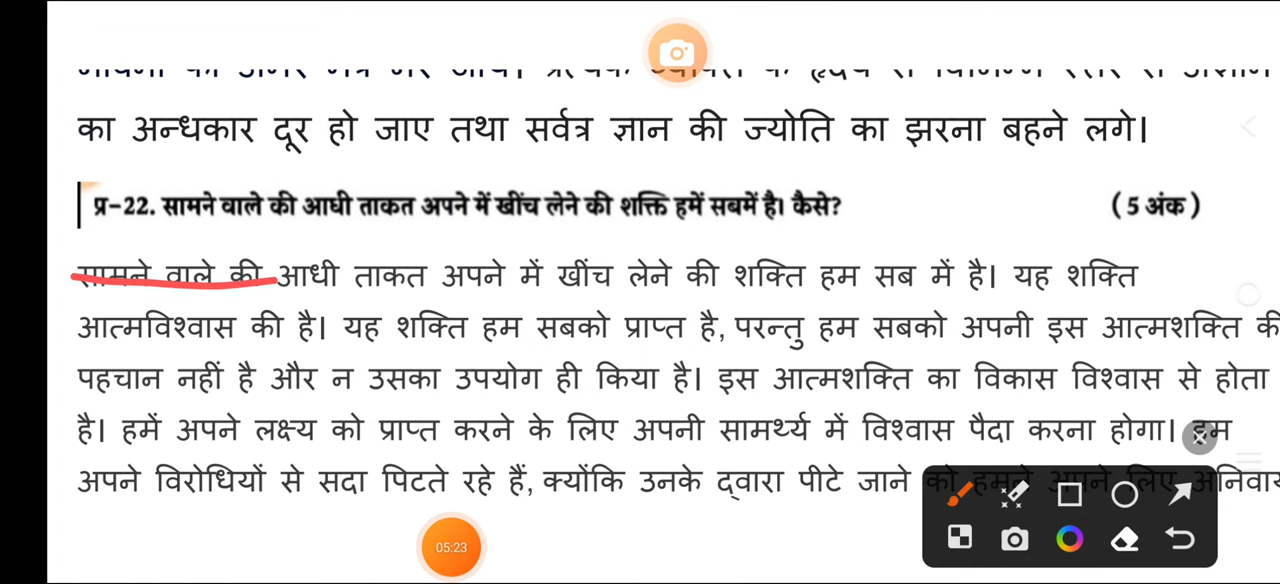 का अन्धकार दूर हो जाए तथा सर्वत्र ज्ञान की ज्योति का झरना बहने लगे।
प्र-22. सामने वाले की आधी ताकत अपने में खींच लेने की शक्ति हमें सबमें है। कैसे? (5 अंक)
सामने वाले की आधी ताकत अपने में खींच लेने की शक्ति हम सब में है। यह शक्ति
आत्मविश्वास की है। यह शक्ति हम सबको प्राप्त है, परन्तु हम सबको अपनी इस आत्मशक्ति की
पहचान नहीं है और न उसका उपयोग ही किया है। इस आत्मशक्ति का विकास विश्वास से होता
है। हमें अपने लक्ष्य को प्राप्त करने के लिए अपनी सामर्थ्य में विश्वास पैदा करना होगा। हम
अपने विरोधियों से सदा पिटते रहे हैं, क्योंकि उनके द्वारा पीटे जाने को हमने अपने लिए
05:23